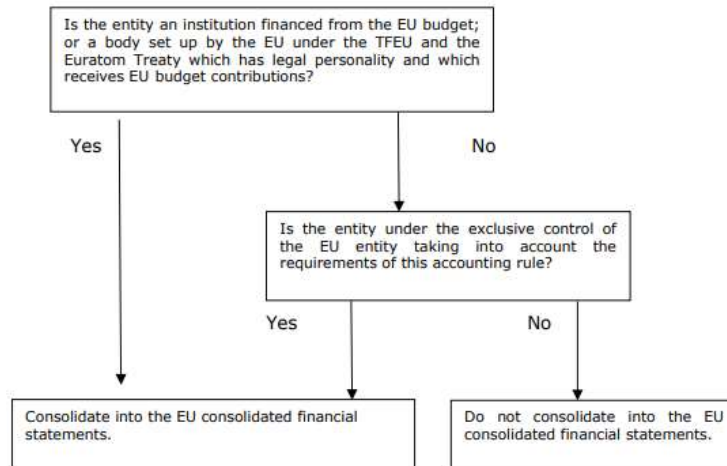 Is the entity an institution financed from the EU budget;
or a body set up by the EU under the TFEU and the
Euratom Treaty which has legal personality and which
receives EU budget contributions?
Yes
No
Is the entity under the exclusive control of
the EU entity taking into account the
requirements of this accounting rule?
Yes
No
Consolidate into the EU consolidated financial
statements.
Do not consolidate into the EU
consolidated financial statements.